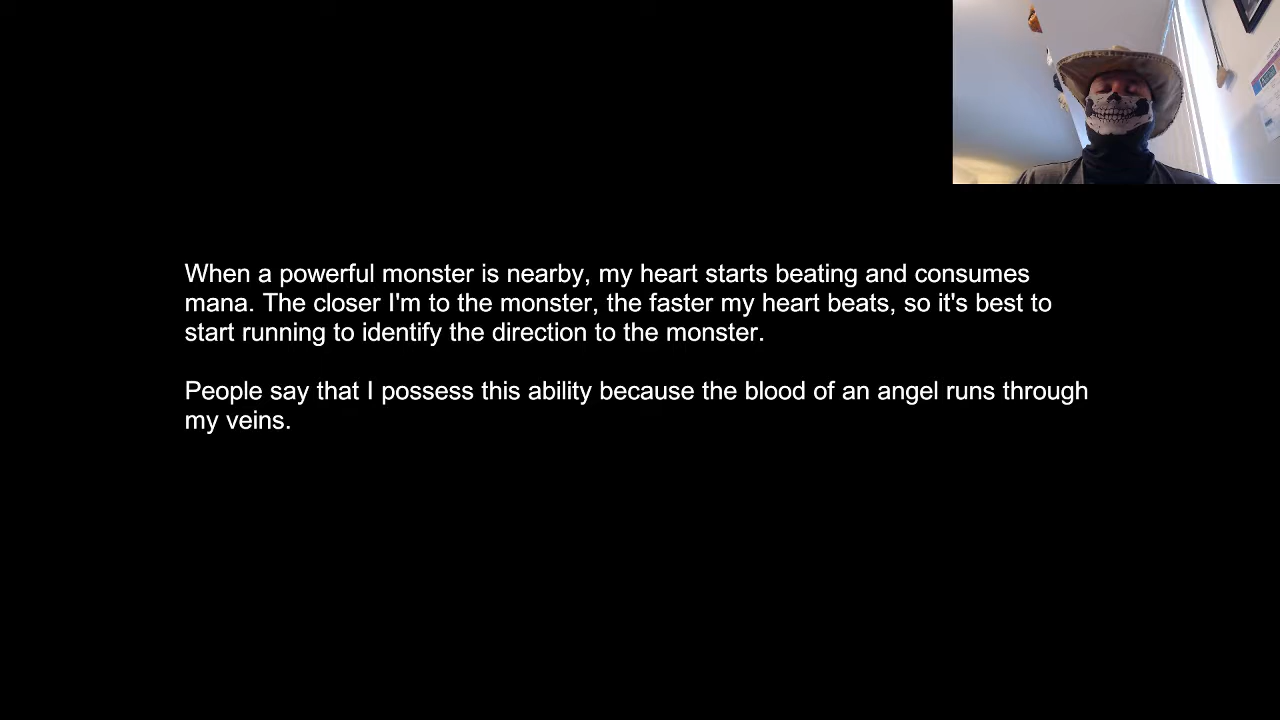 When a powerful monster is nearby, my heart starts beating and consumes
mana. The closer I'm to the monster, the faster my heart beats, so it's best to
start running to identify the direction to the monster.
People say that I possess this ability because the blood of an angel runs through
my veins.